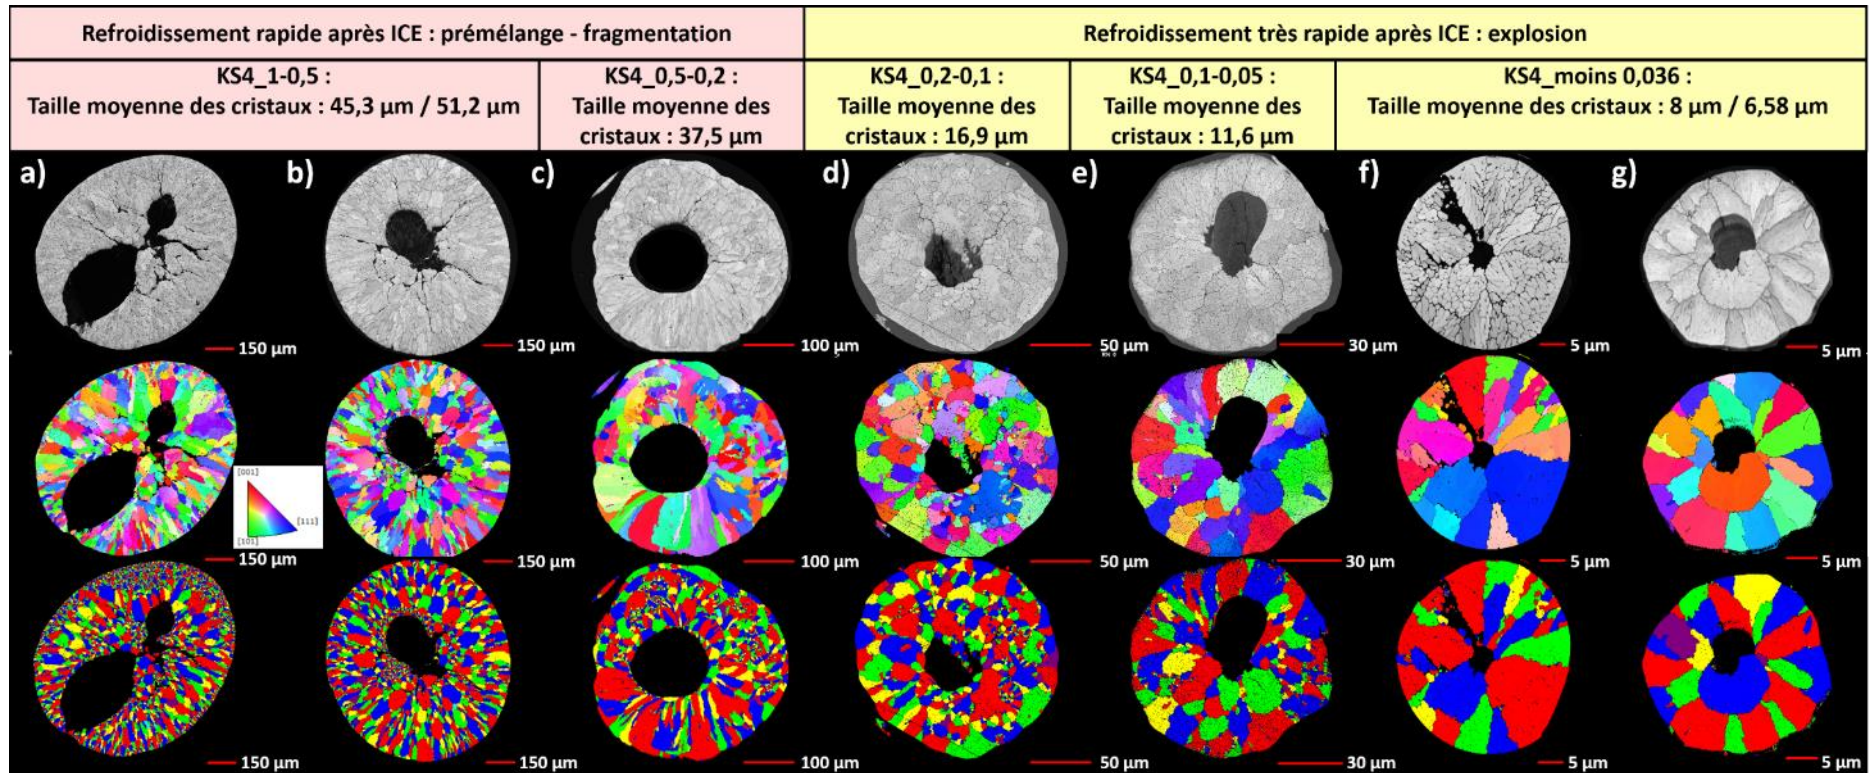 Refroidissement rapide après ICE : prémélange - fragmentation
Refroidissement très rapide après ICE : explosion
KS4_1-0,5 :
Taille moyenne des cristaux : 45,3 µm / 51,2 µm
KS4_0,5-0,2 :
Taille moyenne des
cristaux : 37,5 µm
KS4_0,2-0,1 :
Taille moyenne des
cristaux : 16,9 µm
KS4_0,1-0,05 :
Taille moyenne des
cristaux : 11,6 µm
KS4_moins 0,036 :
Taille moyenne des cristaux : 8 µm / 6,58 µm
a)
b)
c)
d)
e)
f)
g)
150 µm
150 µm
100 µm
50 µm
30 µm
5 µm
5 µm
[001]
[111]
[101]
150 µm
150 µm
100 µm
50 µm
30 µm
5 µm
5 µm
150 µm
150 µm
100 µm
50 µm
30 µm
5 µm
5 µm